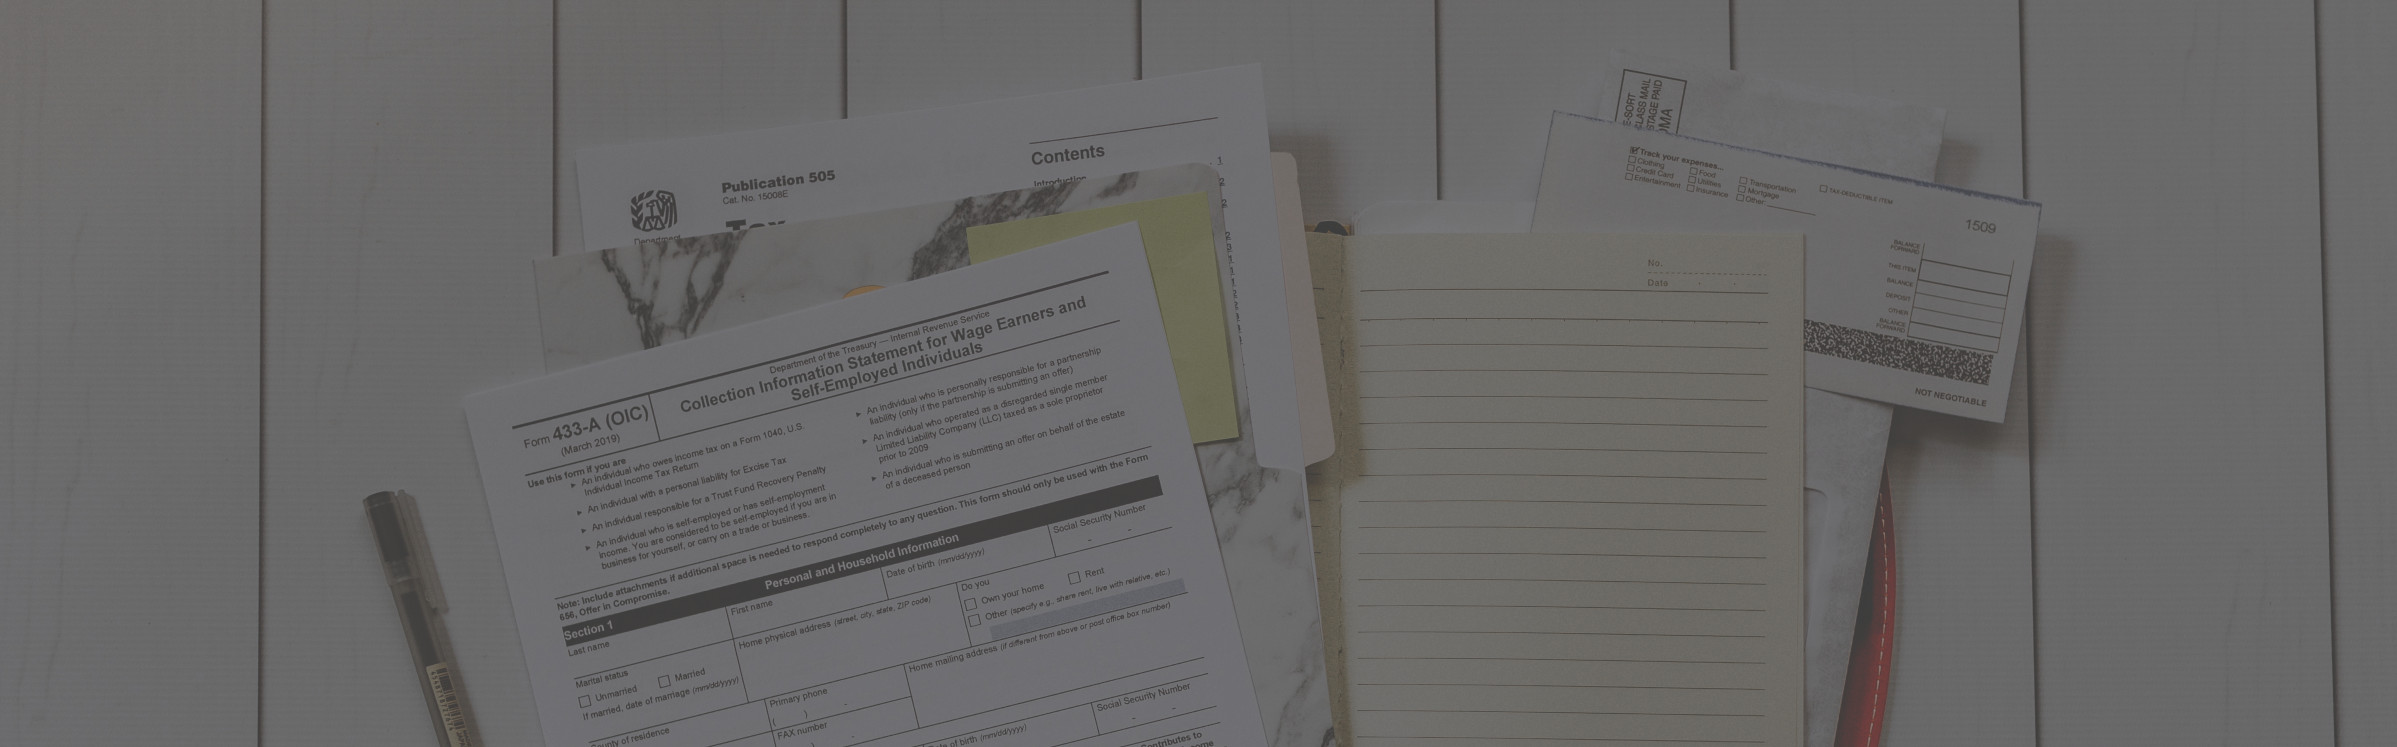 Publication 505
Cat. No. 15008E
Tax
Department
Contents
Introduction
Department of the Treasury — Internal Revenue Service
Form 433-A (OIC)
(March 2019)
Collection Information Statement for Wage Earners and
Self-Employed Individuals
Use this form if you are
► An individual who owes income tax on a Form 1040, U.S.
Individual Income Tax Return
► An individual with a personal liability for Excise Tax
► An individual responsible for a Trust Fund Recovery Penalty
► An individual who is self-employed or has self-employment
income. You are considered to be self-employed if you are in
business for yourself, or carry on a trade or business.
► An individual who is personally responsible for a partnership
liability (only if the partnership is submitting an offer)
► An individual who operated as a disregarded single member
Limited Liability Company (LLC) taxed as a sole proprietor
prior to 2009
► An individual who is submitting an offer on behalf of the estate
of a deceased person
Note: Include attachments if additional space is needed to respond completely to any question. This form should only be used with the Form
656, Offer in Compromise.
Section 1
Personal and Household Information
Last name
First name
Date of birth (mm/dd/yyyy)
Social Security Number
- -
Marital status
Unmarried
Married
If married, date of marriage (mm/dd/yyyy)
Home physical address (street, city, state, ZIP code)
Do you
Own your home
Rent
Other (specify e.g., share rent, live with relative, etc.)
County of residence
Primary phone
( ) -
FAX number
Home mailing address (if different from above or post office box number)
Date of birth (mm/dd/yyyy)
Social Security Number
- -
Contributes to
No.
Date
CLASS MAIL
Track your expenses...
Clothing
Credit Card
Entertainment
Food
Utilities
Insurance
Transportation
Mortgage
Other
TAX-DEDUCTIBLE ITEM
1509
BALANCE
FORWARD
THIS ITEM
BALANCE
DEPOSIT
OTHER
BALANCE
FORWARD
NOT NEGOTIABLE